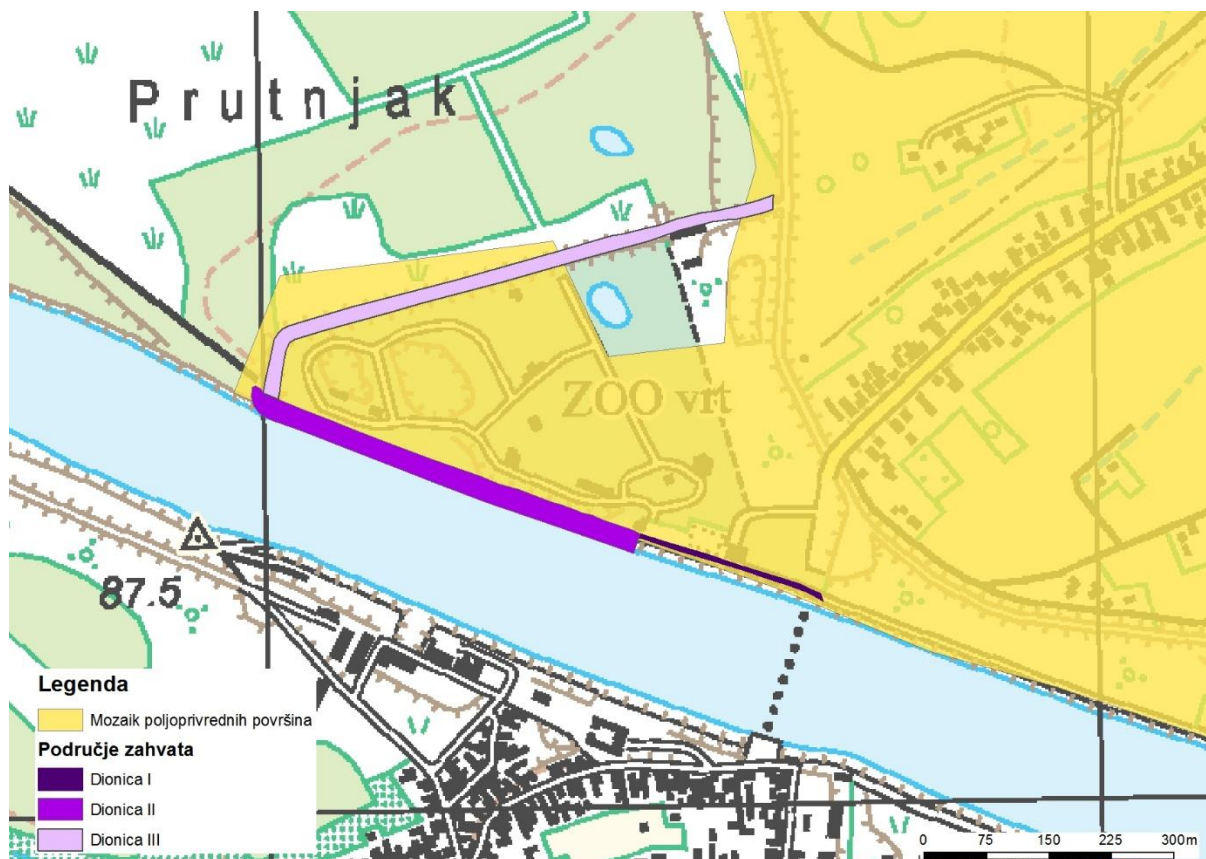 Prutnjak
ZOO vrt
87.5
Legenda
Mozaik poljoprivrednih površina
Područje zahvata
Dionica I
Dionica II
Dionica III
0 75 150 225 300m